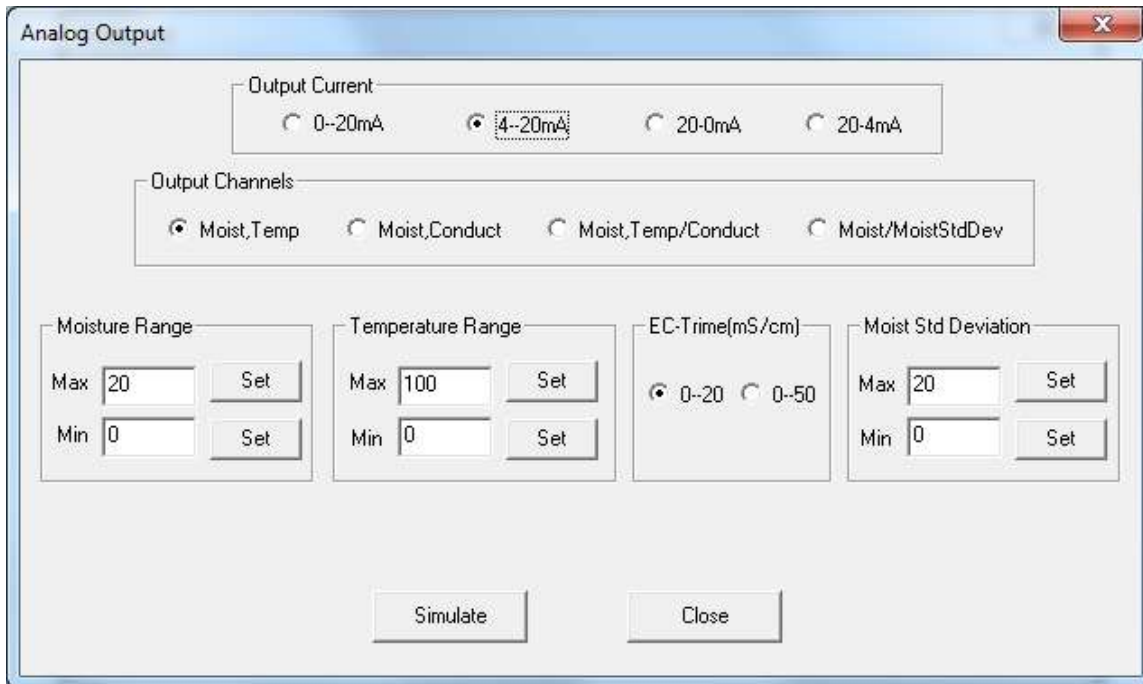 Analog Output
Output Current
0--20mA 4--20mA 20-0mA 20-4mA
Output Channels
Moist,Temp Moist,Conduct Moist,Temp/Conduct Moist/MoistStdDev
Moisture Range Temperature Range EC-Trime(mS/cm) Moist Std Deviation
Max 20 Set Max 100 Set 0--20 0--50 Max 20 Set
Min 0 Set Min 0 Set Min 0 Set
Simulate Close